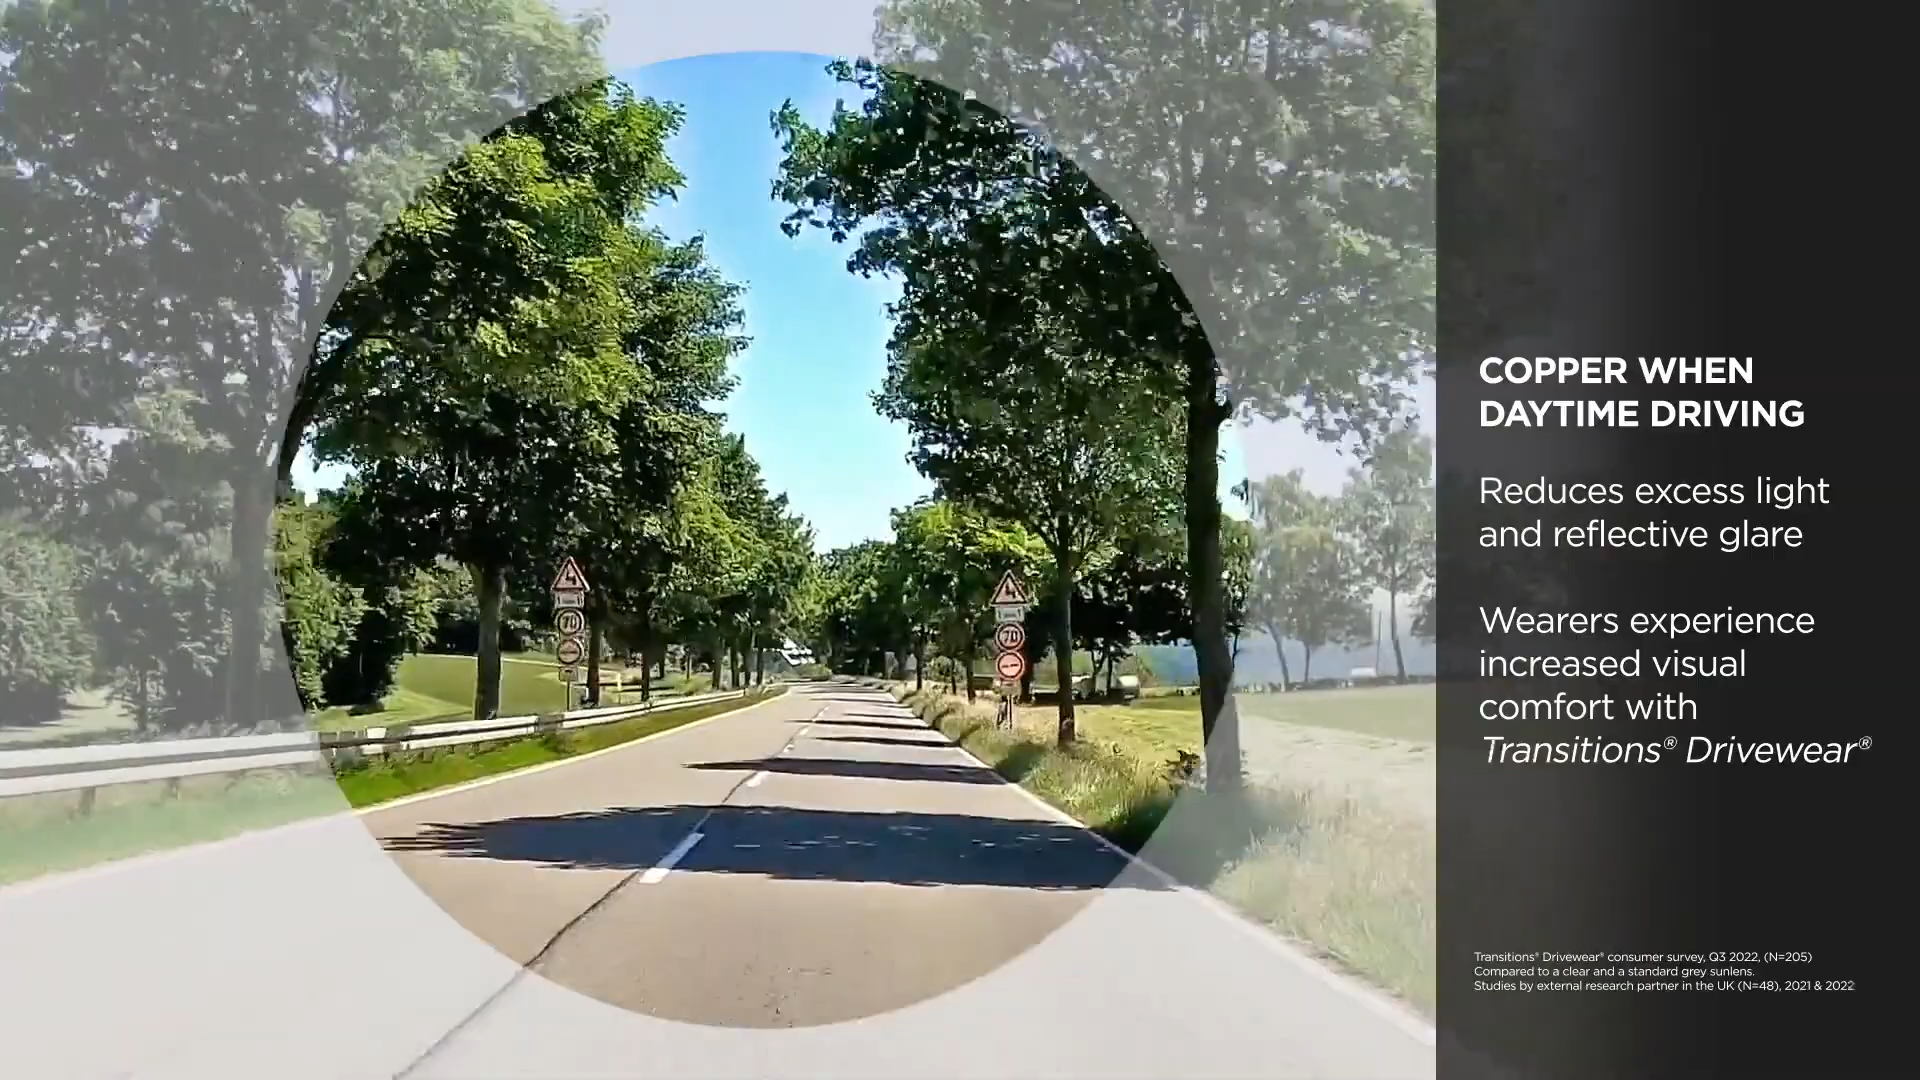 COPPER WHEN
DAYTIME DRIVING
Reduces excess light
and reflective glare
Wearers experience
increased visual
comfort with
Transitions® Drivewear®
Transitions® Drivewear® consumer survey, Q3 2022, (N=205)
Compared to a clear and a standard grey sunlens.
Studies by external research partner in the UK (N=48), 2021 & 2022
70
70